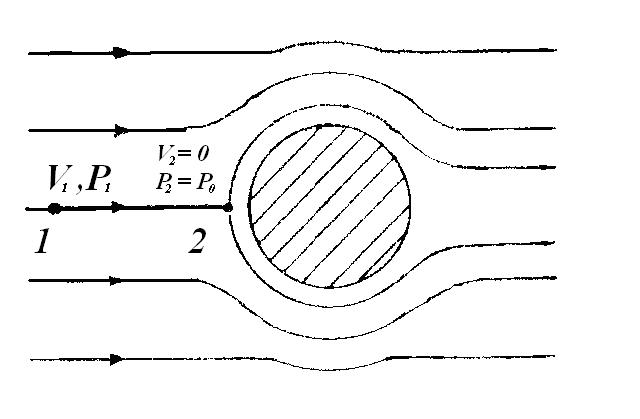 V₂=0
V₁,P₁
P₂=P₀
1
2